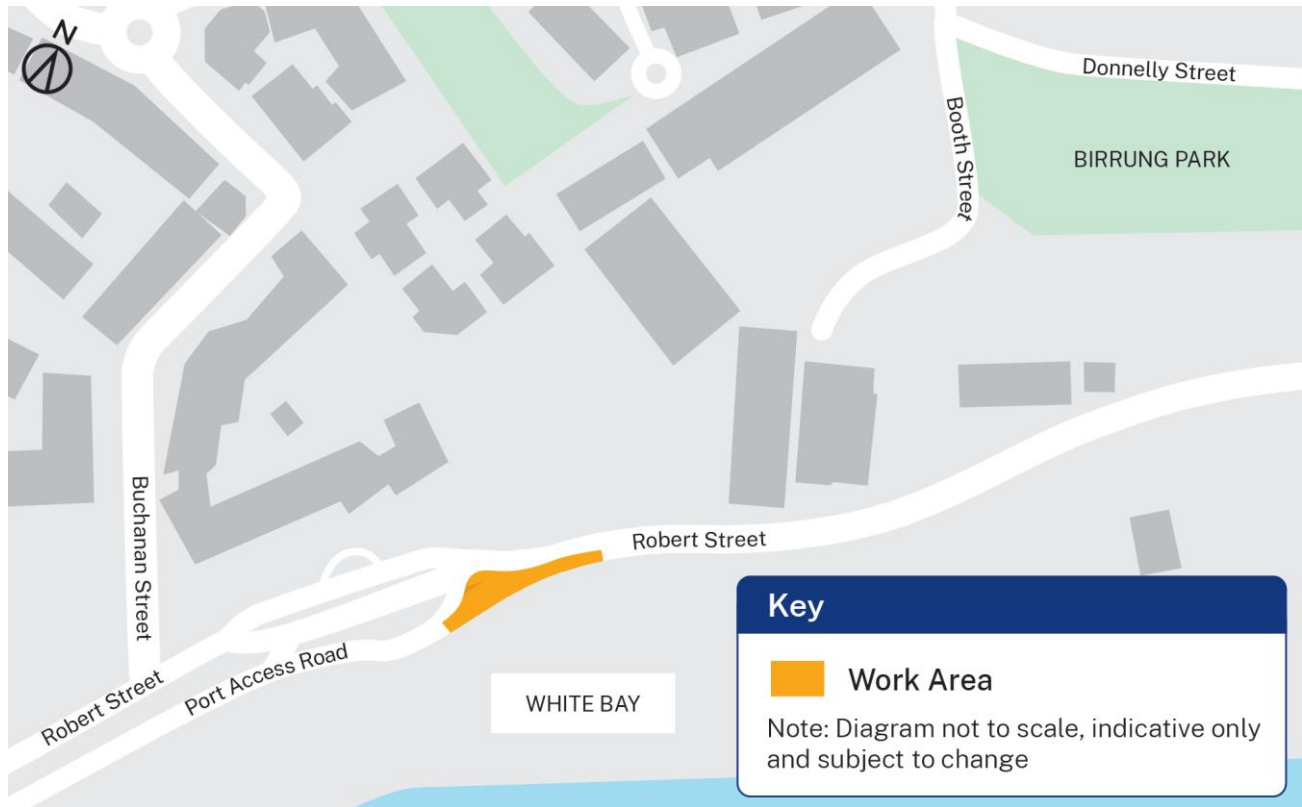 N
Donnelly Street
Booth Street
BIRRUNG PARK
Buchanan Street
Robert Street
Robert Street
Port Access Road
WHITE BAY
Key
Work Area
Note: Diagram not to scale, indicative only
and subject to change